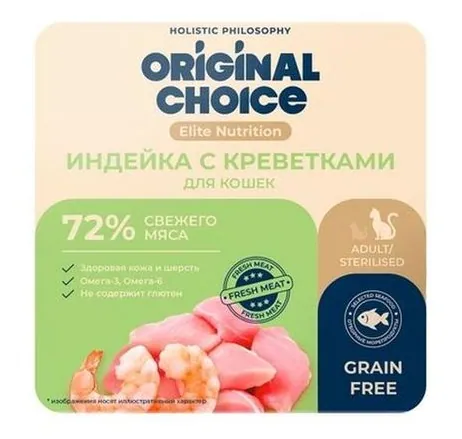 HOLISTIC PHILOSOPHY
ORIGINAL
CHOICE
Elite Nutrition
ИНДЕЙКА С КРЕВЕТКАМИ
ДЛЯ КОШЕК
72% СВЕЖЕГО
МЯСА
Здоровая кожа и шерсть
Омега-3, Омега-6
Не содержит глютен
FRESH MEAT
FRESH MEAT
FRESH MEAT
ADULT/
STERILISED
SELECTED SEAFOOD
ОТБОРНЫЕ МОРЕПРОДУКТЫ
GRAIN
FREE
* изображения носят иллюстративный характер